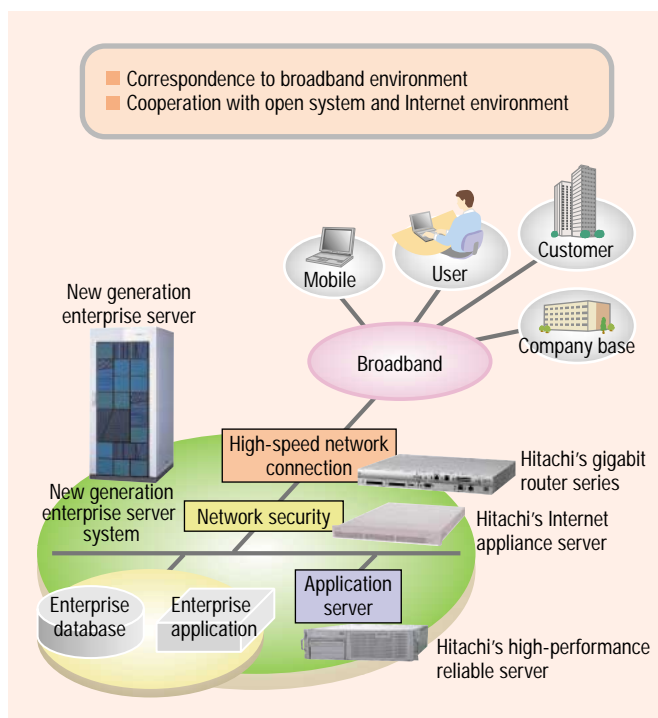 Correspondence to broadband environment
Cooperation with open system and Internet environment
Mobile
User
Customer
Company base
Broadband
New generation
enterprise server
High-speed network
connection
Hitachi's gigabit
router series
New generation
enterprise server
system
Network security
Hitachi's Internet
appliance server
Enterprise
database
Enterprise
application
Application
server
Hitachi's high-performance
reliable server